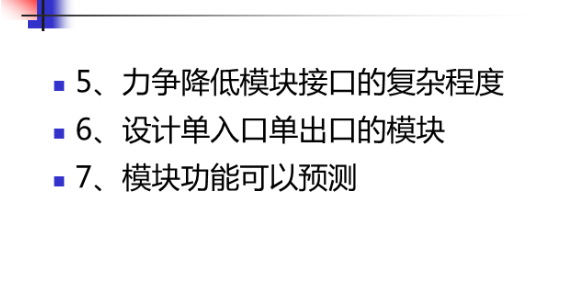 5、力争降低模块接口的复杂程度
6、设计单入口单出口的模块
7、模块功能可以预测